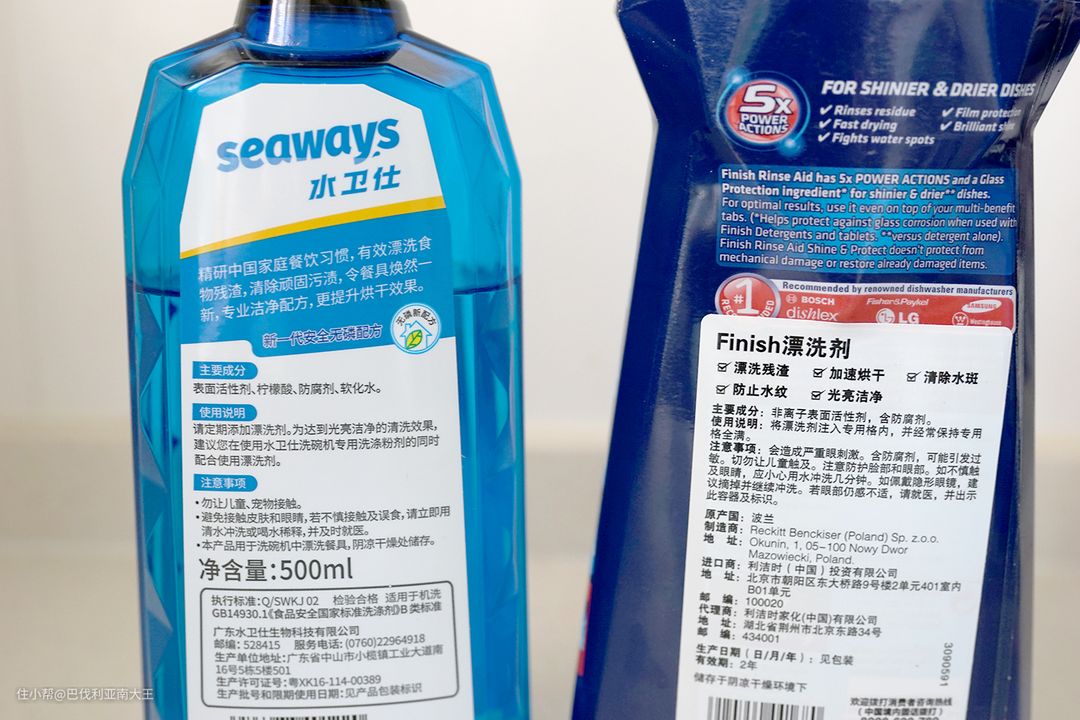 seaways
水卫仕
精研中国家庭餐饮习惯，有效漂洗食
物残渣，清除顽固污渍，令餐具焕然一
新，专业洁净配方，更提升烘干效果。
新一代安全无磷配方
无磷新配方
主要成分
表面活性剂、柠檬酸、防腐剂、软化水。
使用说明
请定期添加漂洗剂。为达到光亮洁净的清洗效果，
建议您在使用水卫仕洗碗机专用洗涤粉剂的同时
配合使用漂洗剂。
注意事项
•勿让儿童、宠物接触。
•避免接触皮肤和眼睛，若不慎接触及误食，请立即用
清水冲洗或喝水稀释，并及时就医。
•本产品用于洗碗机中漂洗餐具，阴凉干燥处储存。
净含量：500ml
执行标准：Q/SWKJ 02 检验合格 适用于机洗
GB14930.1《食品安全国家标准洗涤剂》B类标准
广东水卫仕生物科技有限公司
邮编：528415 服务电话：(0760)22964918
生产单位地址：广东省中山市小榄镇工业大道南
16号5栋5楼501
生产许可证号：粤XK16-114-00389
生产批号和限期使用日期：见产品包装标识
5x
POWER
ACTIONS
FOR SHINIER & DRIER DISHES
✓ Rinses residue ✓ Film protection
✓ Fast drying ✓ Brilliant
✓ Fights water spots
Finish Rinse Aid has 5x POWER ACTIONS and a Glass
Protection ingredient* for shinier & drier** dishes.
For optimal results, use it even on top of your multi-benefit
tabs. (*Helps protect against glass corrosion when used with
Finish Detergents and tablets. **versus detergent alone).
Finish Rinse Aid Shine & Protect doesn't protect from
mechanical damage or restore already damaged items.
#1
Recommended by renowned dishwasher manufacturers
BOSCH Fisher&Paykel SAMSUNG
dishlex LG Westinghouse
Finish漂洗剂
☑ 漂洗残渣 ☑ 加速烘干 ☑ 清除水斑
☑ 防止水纹 ☑ 光亮洁净
主要成分：非离子表面活性剂，含防腐剂。
使用说明：将漂洗剂注入专用格内，并经常保持专用
格全满。
注意事项：会造成严重眼刺激。含防腐剂，可能引发过
敏。切勿让儿童触及。注意防护脸部和眼部。如不慎触
及眼睛，应小心用水冲洗几分钟。如佩戴隐形眼镜，建
议摘掉并继续冲洗。若眼部仍感不适，请就医，并出示
此容器及标识。
原产国：波兰
制造商：Reckitt Benckiser (Poland) Sp. z.o.o.
地 址：Okunin, 1, 05-100 Nowy Dwor
Mazowiecki, Poland.
进口商：利洁时（中国）投资有限公司
地 址：北京市朝阳区东大桥路9号楼2单元401室内
B01单元
邮 编：100020
代理商：利洁时家化(中国)有限公司
地 址：湖北省荆州市北京东路34号
邮 编：434001
生产日期（日/月/年）：见包装
有效期：2年
储存于阴凉干燥环境下
3090591
欢迎拨打消费者咨询热线
（中国境内拨话拨打）
住小帮@巴伐利亚南大王